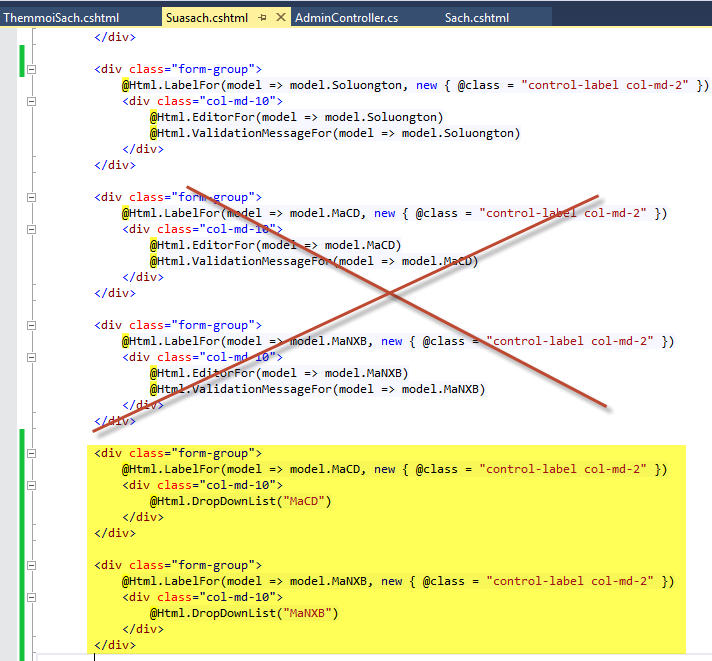 ThemmoiSach.cshtml Suasach.cshtml AdminController.cs Sach.cshtml
</div>
<div class="form-group">
@Html.LabelFor(model => model.Soluongton, new { @class = "control-label col-md-2" })
<div class="col-md-10">
@Html.EditorFor(model => model.Soluongton)
@Html.ValidationMessageFor(model => model.Soluongton)
</div>
</div>
<div class="form-group">
@Html.LabelFor(model => model.MaCD, new { @class = "control-label col-md-2" })
<div class="col-md-10">
@Html.EditorFor(model => model.MaCD)
@Html.ValidationMessageFor(model => model.MaCD)
</div>
</div>
<div class="form-group">
@Html.LabelFor(model => model.MaNXB, new { @class = "control-label col-md-2" })
<div class="col-md-10">
@Html.EditorFor(model => model.MaNXB)
@Html.ValidationMessageFor(model => model.MaNXB)
</div>
</div>
<div class="form-group">
@Html.LabelFor(model => model.MaCD, new { @class = "control-label col-md-2" })
<div class="col-md-10">
@Html.DropDownList("MaCD")
</div>
</div>
<div class="form-group">
@Html.LabelFor(model => model.MaNXB, new { @class = "control-label col-md-2" })
<div class="col-md-10">
@Html.DropDownList("MaNXB")
</div>
</div>